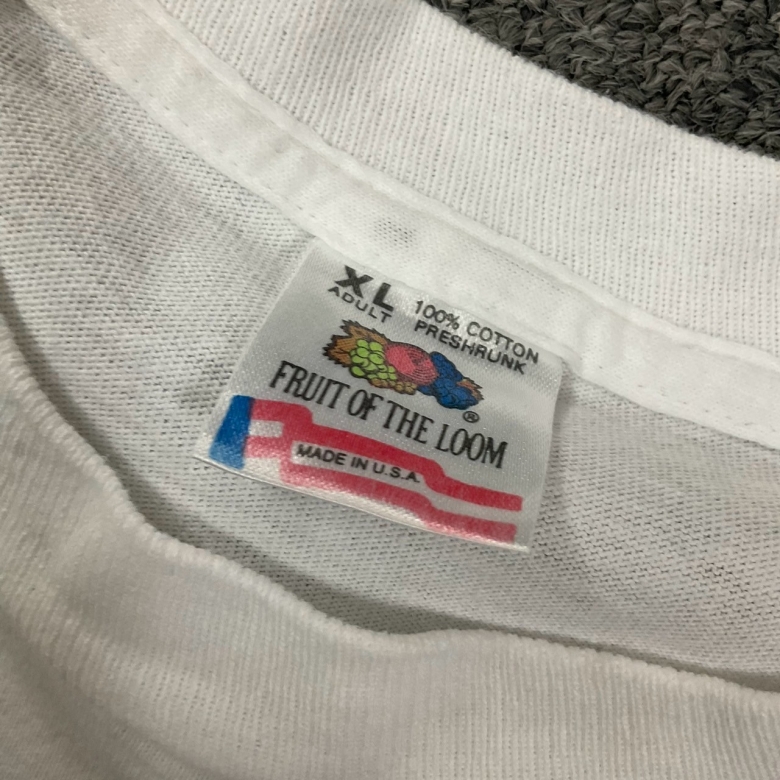 XL
ADULT
100% COTTON
PRESHRUNK
FRUIT OF THE LOOM
®
MADE IN U.S.A.